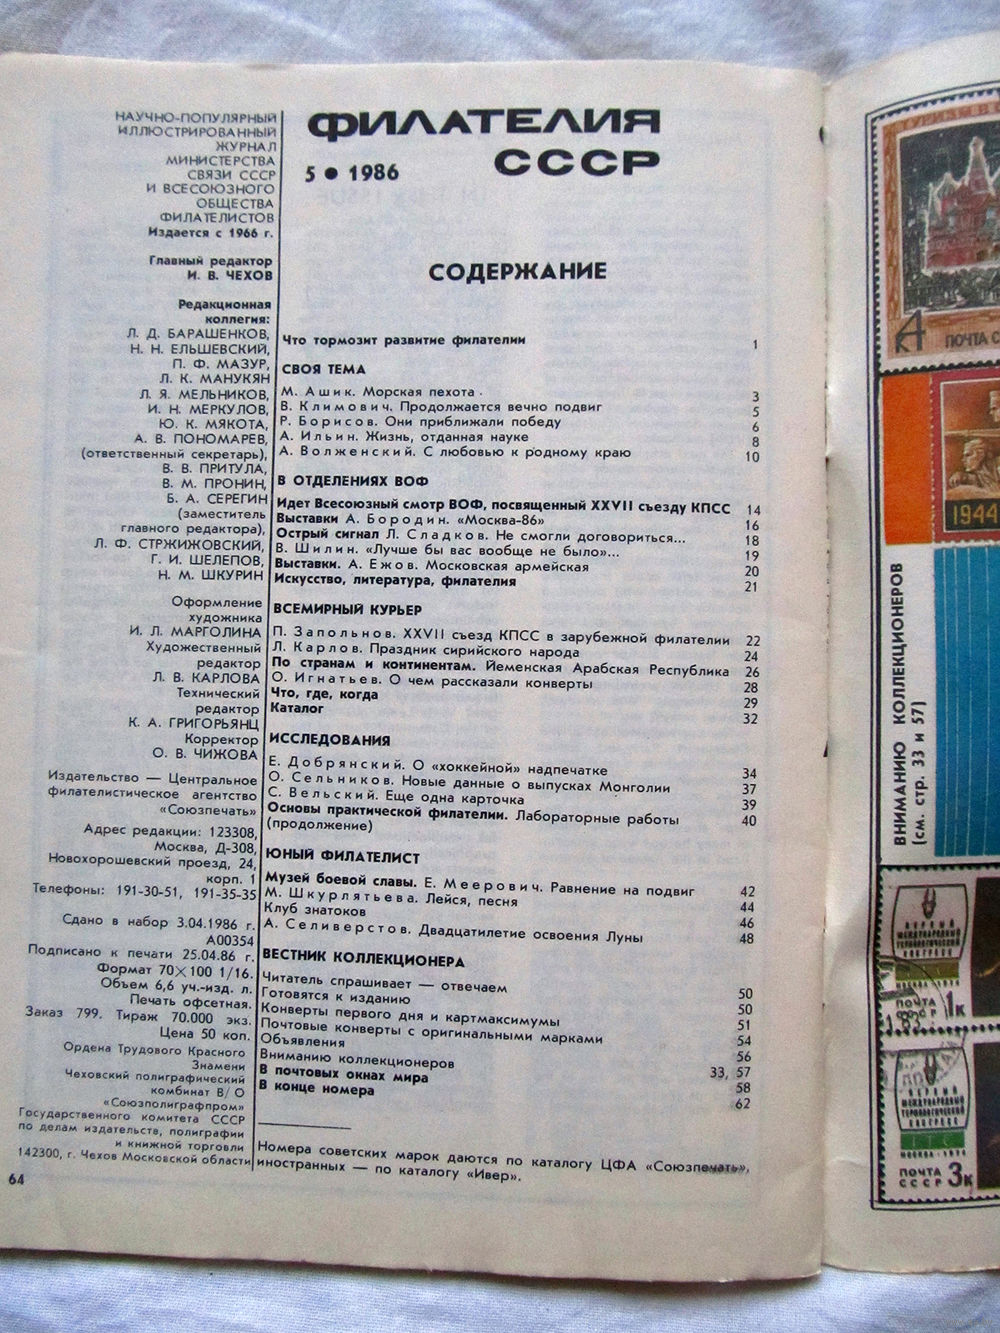 НАУЧНО-ПОПУЛЯРНЫЙ
ИЛЛЮСТРИРОВАННЫЙ
ЖУРНАЛ
МИНИСТЕРСТВА
СВЯЗИ СССР
И ВСЕСОЮЗНОГО
ОБЩЕСТВА
ФИЛАТЕЛИСТОВ
Издается с 1966 г.
Главный редактор
И. В. ЧЕХОВ
Редакционная
коллегия:
Л. Д. БАРАШЕНКОВ,
Н. Н. ЕЛЬШЕВСКИЙ,
П. Ф. МАЗУР,
Л. К. МАНУКЯН
Л. Я. МЕЛЬНИКОВ,
И. Н. МЕРКУЛОВ,
Ю. К. МЯКОТА,
А. В. ПОНОМАРЕВ,
(ответственный секретарь),
В. В. ПРИТУЛА,
В. М. ПРОНИН,
Б. А. СЕРЕГИН
(заместитель
главного редактора),
Л. Ф. СТРЖИЖОВСКИЙ,
Г. И. ШЕЛЕПОВ,
Н. М. ШКУРИН
Оформление
художника
И. Л. МАРГОЛИНА
Художественный
редактор
Л. В. КАРЛОВА
Технический
редактор
К. А. ГРИГОРЬЯНЦ
Корректор
О. В. ЧИЖОВА
Издательство — Центральное
филателистическое агентство
«Союзпечать»
Адрес редакции: 123308,
Москва, Д-308,
Новохорошевский проезд, 24,
корп. 1
Телефоны: 191-30-51, 191-35-35
Сдано в набор 3.04.1986 г.
А00354
Подписано к печати 25.04.86 г.
Формат 70×100 1/16.
Объем 6,6 уч.-изд. л.
Печать офсетная.
Заказ 799. Тираж 70.000 экз.
Цена 50 коп.
Ордена Трудового Красного
Знамени
Чеховский полиграфический
комбинат В/О
«Союзполиграфпром»
Государственного комитета СССР
по делам издательств, полиграфии
и книжной торговли
142300, г. Чехов Московской области
64
ФИЛАТЕЛИЯ
СССР
5 ● 1986
СОДЕРЖАНИЕ
Что тормозит развитие филателии 1
СВОЯ ТЕМА
М. Ашик. Морская пехота 3
В. Климович. Продолжается вечно подвиг 5
Р. Борисов. Они приближали победу 6
А. Ильин. Жизнь, отданная науке 8
А. Волженский. С любовью к родному краю 10
В ОТДЕЛЕНИЯХ ВОФ
Идет Всесоюзный смотр ВОФ, посвященный XXVII съезду КПСС 14
Выставки А. Бородин. «Москва-86» 16
Острый сигнал Л. Сладков. Не смогли договориться... 18
В. Шилин. «Лучше бы вас вообще не было»... 19
Выставки. А. Ежов. Московская армейская 20
Искусство, литература, филателия 21
ВСЕМИРНЫЙ КУРЬЕР
П. Запольнов. XXVII съезд КПСС в зарубежной филателии 22
Л. Карлов. Праздник сирийского народа 24
По странам и континентам. Йеменская Арабская Республика 26
О. Игнатьев. О чем рассказали конверты 28
Что, где, когда 29
Каталог 32
ИССЛЕДОВАНИЯ
Е. Добрянский. О «хоккейной» надпечатке 34
О. Сельников. Новые данные о выпусках Монголии 37
С. Вельский. Еще одна карточка 39
Основы практической филателии. Лабораторные работы 40
(продолжение)
ЮНЫЙ ФИЛАТЕЛИСТ
Музей боевой славы. Е. Меерович. Равнение на подвиг 42
М. Шкурлятьева. Лейся, песня 44
Клуб знатоков 46
А. Селиверстов. Двадцатилетие освоения Луны 48
ВЕСТНИК КОЛЛЕКЦИОНЕРА
Читатель спрашивает — отвечаем 50
Готовятся к изданию 50
Конверты первого дня и картмаксимумы 51
Почтовые конверты с оригинальными марками 54
Объявления 56
Вниманию коллекционеров 33, 57
В почтовых окнах мира 58
В конце номера 62
Номера советских марок даются по каталогу ЦФА «Союзпечать»,
иностранных — по каталогу «Ивер».
ТУРИЗМ В
4
ПОЧТА С
1944
ВНИМАНИЮ КОЛЛЕКЦИОНЕРОВ
(см. стр. 33 и 57)
ПЕРВЫЙ
МЕЖДУНАРОДНЫЙ
ТЕРИОЛОГИЧЕСКИЙ
КОНГРЕСС
ПОЧТА
СССР 1к
ПЕРВЫЙ
МЕЖДУНАРОДНЫЙ
ТЕРИОЛОГИЧЕСКИЙ
КОНГРЕСС
ITC
МОСКВА · 1974
ПОЧТА
СССР 3к